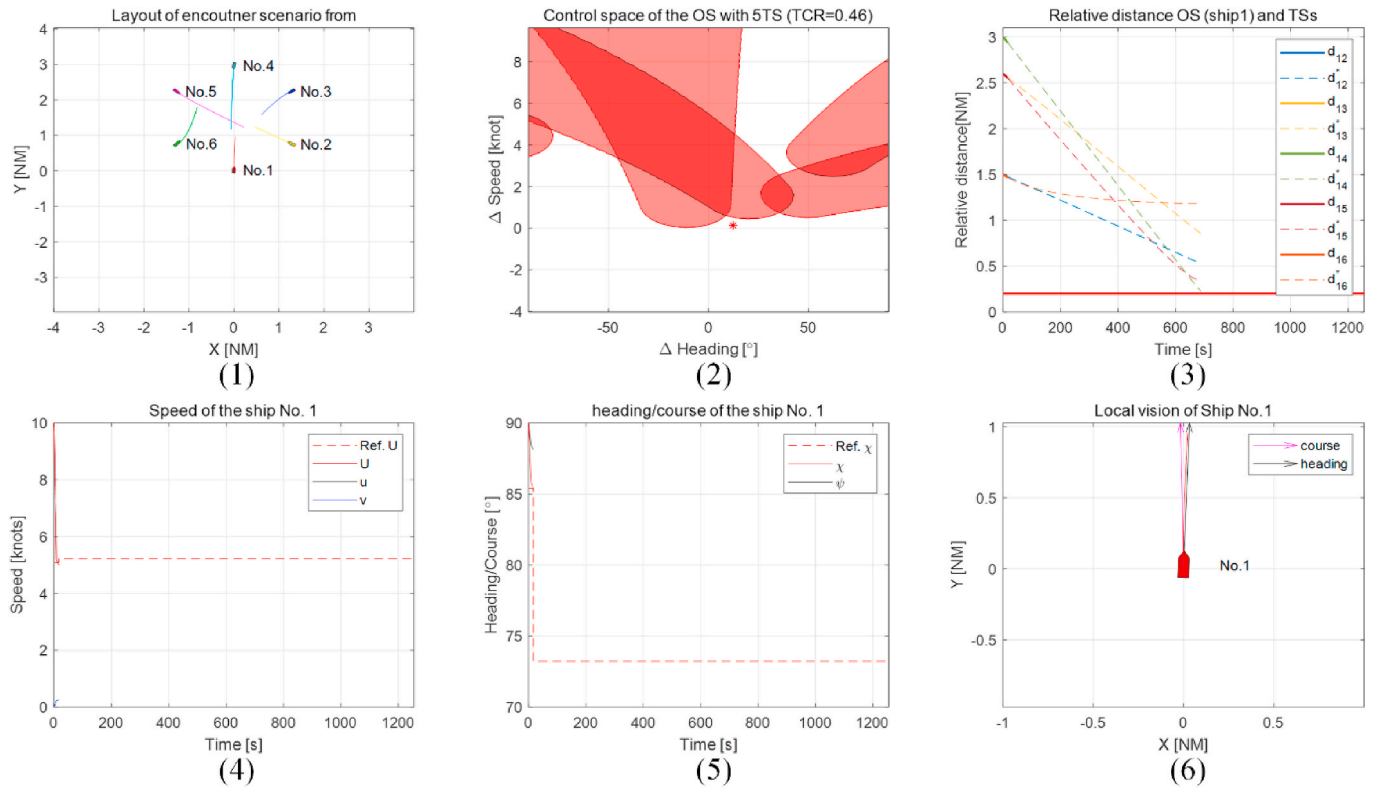 Layout of encoutner scenario from
No.4
No.5
No.3
No.6
No.2
No.1
3
2
1
0
-1
-2
-3
Y [NM]
-4 -3 -2 -1 0 1 2 3
X [NM]
(1)
Control space of the OS with 5TS (TCR=0.46)
8
6
4
2
0
-2
-4
Δ Speed [knot]
-50 0 50
Δ Heading [°]
(2)
Relative distance OS (ship1) and TSs
3
2.5
2
1.5
1
0.5
0
Relative distance[NM]
d12
d*12
d13
d*13
d14
d*14
d15
d*15
d16
d*16
0 200 400 600 800 1000 1200
Time [s]
(3)
Speed of the ship No. 1
10
8
6
4
2
0
Speed [knots]
Ref. U
U
u
v
0 200 400 600 800 1000 1200
Time [s]
(4)
heading/course of the ship No. 1
90
85
80
75
70
Heading/Course [°]
Ref. χ
χ
ψ
0 200 400 600 800 1000 1200
Time [s]
(5)
Local vision of Ship No.1
1
0.5
0
-0.5
Y [NM]
course
heading
No.1
-1 -0.5 0 0.5
X [NM]
(6)